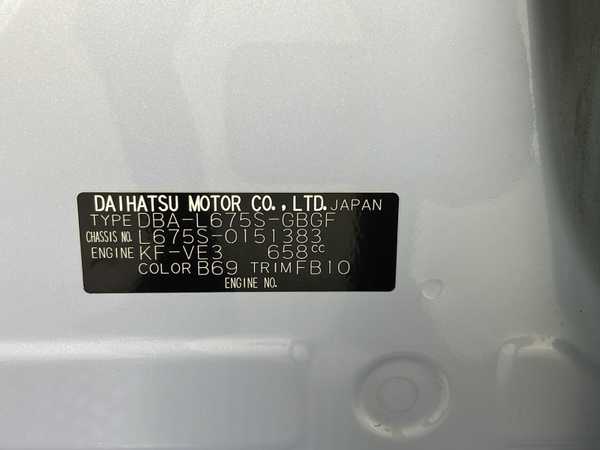 DAIHATSU MOTOR CO.,LTD. JAPAN
TYPE DBA-L675S-GBGF
CHASSIS NO. L675S-0151383
ENGINE KF-VE3 658cc
COLOR B69 TRIM FB10
ENGINE NO.